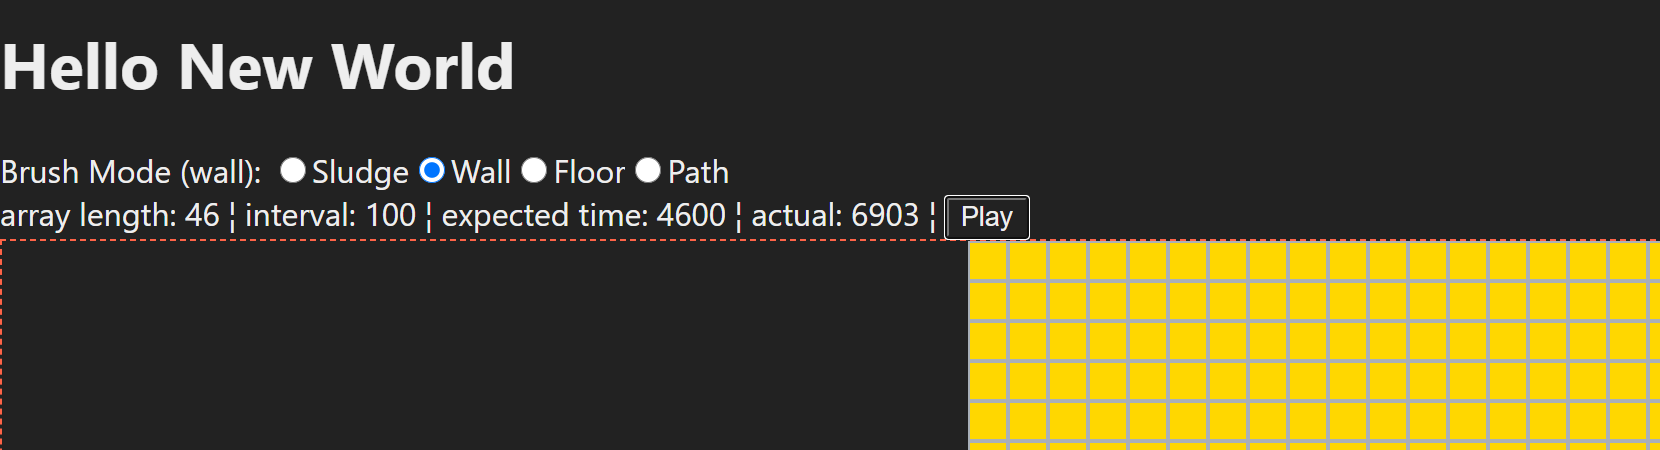 Hello New World
Brush Mode (wall): Sludge Wall Floor Path
array length: 46 ¦ interval: 100 ¦ expected time: 4600 ¦ actual: 6903 ¦ Play